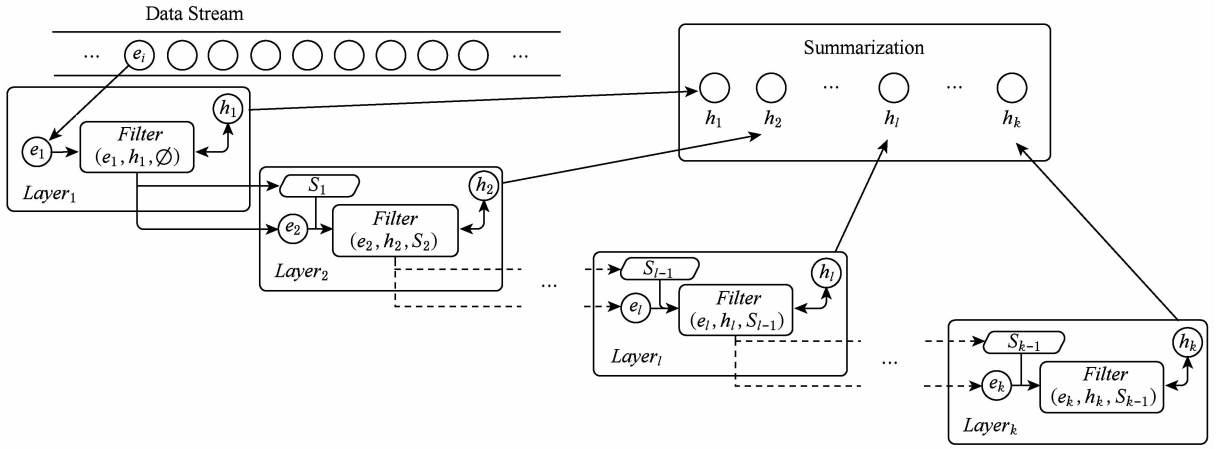 Data Stream
... e_i ...
Summarization
... ...
h_1 h_2 h_l h_k
h_1
e_1
Filter
(e_1, h_1, ∅)
Layer_1
S_1
h_2
e_2
Filter
(e_2, h_2, S_2)
Layer_2
...
S_{l-1}
h_l
e_l
Filter
(e_l, h_l, S_{l-1})
Layer_l
...
S_{k-1}
h_k
e_k
Filter
(e_k, h_k, S_{k-1})
Layer_k